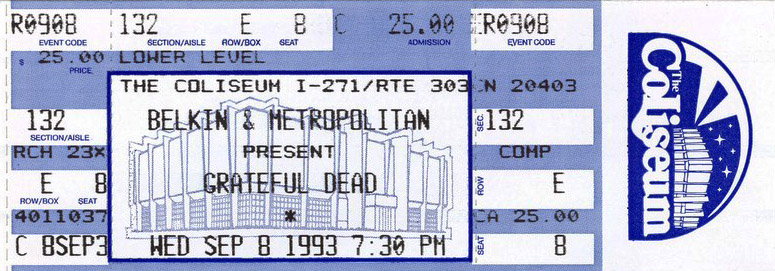 R0908 132 E 8 C 25.00 R0908
EVENT CODE SECTION/AISLE ROW/BOX SEAT ADMISSION EVENT CODE
$ 25.00 LOWER LEVEL
PRICE
THE COLISEUM I-271/RTE 303 CN 20403
132 BELKIN & METROPOLITAN SEC. 132
SECTION/AISLE
RCH 23X PRESENT COMP
E 8 GRATEFUL DEAD ROW E
ROW/BOX SEAT
4011037 * CA 25.00
C 8SEP3 WED SEP 8 1993 7:30 PM SEAT 8
The Coliseum